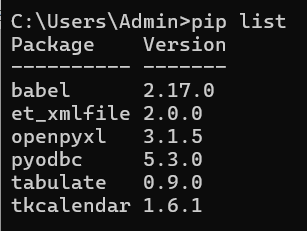 C:\Users\Admin>pip list
Package    Version
---------- -------
babel      2.17.0
et_xmlfile 2.0.0
openpyxl   3.1.5
pyodbc     5.3.0
tabulate   0.9.0
tkcalendar 1.6.1